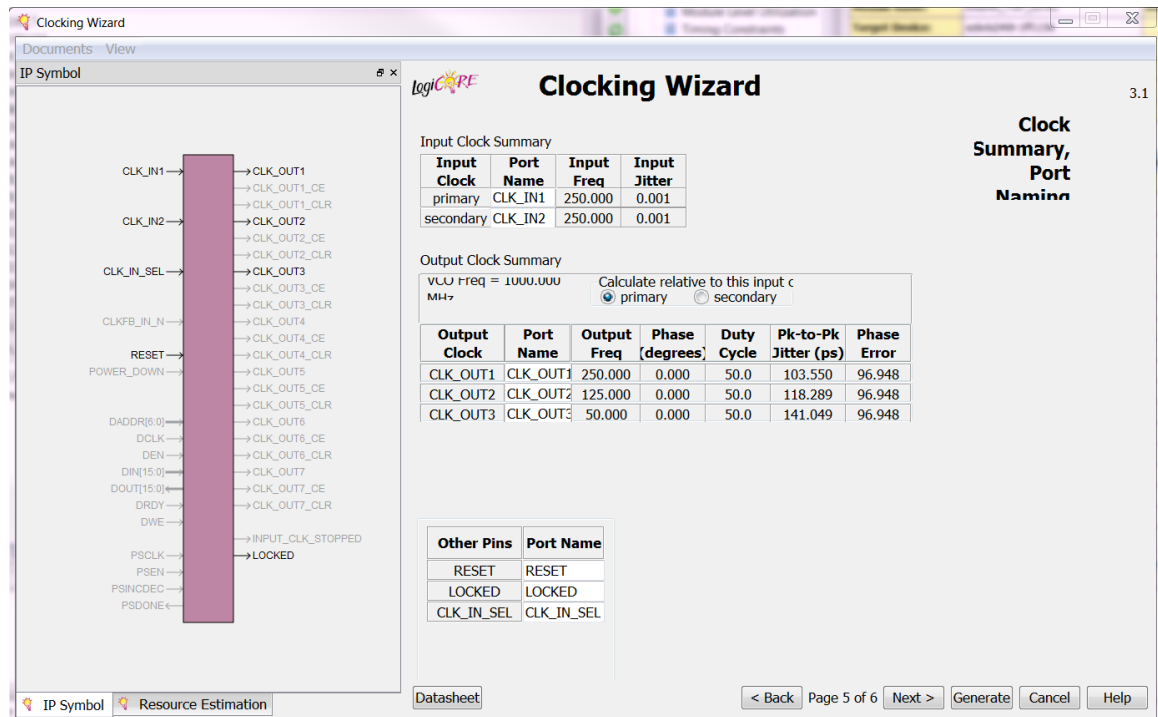 Clocking Wizard
Module Level Utilization
Timing Constraints
Target Device:
Documents View
IP Symbol
CLK_IN1
CLK_IN2
CLK_IN_SEL
CLKFB_IN_N
RESET
POWER_DOWN
DADDR[6:0]
DCLK
DEN
DIN[15:0]
DOUT[15:0]
DRDY
DWE
PSCLK
PSEN
PSINCDEC
PSDONE
CLK_OUT1
CLK_OUT1_CE
CLK_OUT1_CLR
CLK_OUT2
CLK_OUT2_CE
CLK_OUT2_CLR
CLK_OUT3
CLK_OUT3_CE
CLK_OUT3_CLR
CLK_OUT4
CLK_OUT4_CE
CLK_OUT4_CLR
CLK_OUT5
CLK_OUT5_CE
CLK_OUT5_CLR
CLK_OUT6
CLK_OUT6_CE
CLK_OUT6_CLR
CLK_OUT7
CLK_OUT7_CE
CLK_OUT7_CLR
INPUT_CLK_STOPPED
LOCKED
IP Symbol Resource Estimation
logiCORE
Clocking Wizard
3.1
Clock
Summary,
Port
Naming
Input Clock Summary
Input Clock Port Name Input Freq Input Jitter
primary CLK_IN1 250.000 0.001
secondary CLK_IN2 250.000 0.001
Output Clock Summary
VCO Freq = 1000.000
MHz
Calculate relative to this input c
primary secondary
Output Clock Port Name Output Freq Phase (degrees) Duty Cycle Pk-to-Pk Jitter (ps) Phase Error
CLK_OUT1 CLK_OUT1 250.000 0.000 50.0 103.550 96.948
CLK_OUT2 CLK_OUT2 125.000 0.000 50.0 118.289 96.948
CLK_OUT3 CLK_OUT3 50.000 0.000 50.0 141.049 96.948
Other Pins Port Name
RESET RESET
LOCKED LOCKED
CLK_IN_SEL CLK_IN_SEL
Datasheet < Back Page 5 of 6 Next > Generate Cancel Help